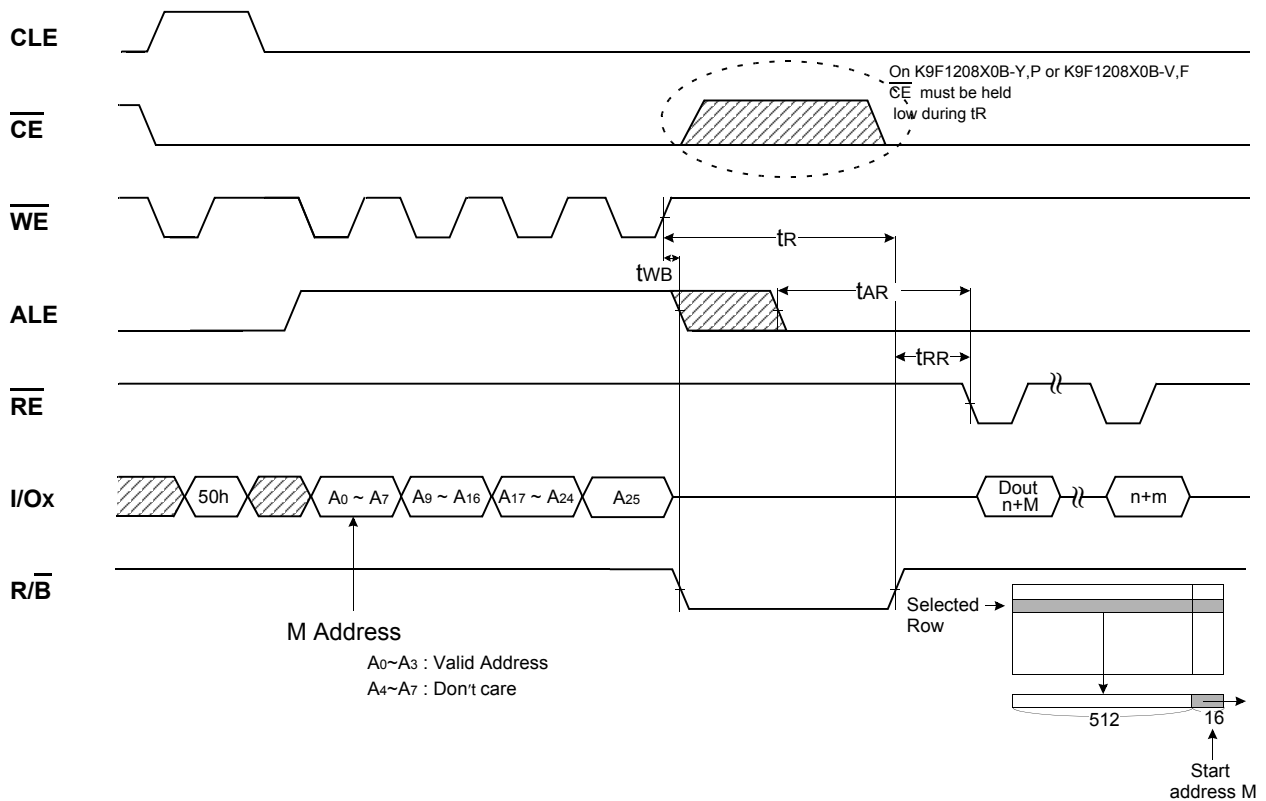 CLE
On K9F1208X0B-Y,P or K9F1208X0B-V,F
CE must be held
low during tR
CE
WE
tR
tWB
ALE
tAR
tRR
RE
I/Ox
50h
A0 ~ A7
A9 ~ A16
A17 ~ A24
A25
Dout
n+M
n+m
R/B
M Address
A0~A3 : Valid Address
A4~A7 : Don't care
Selected
Row
512
16
Start
address M